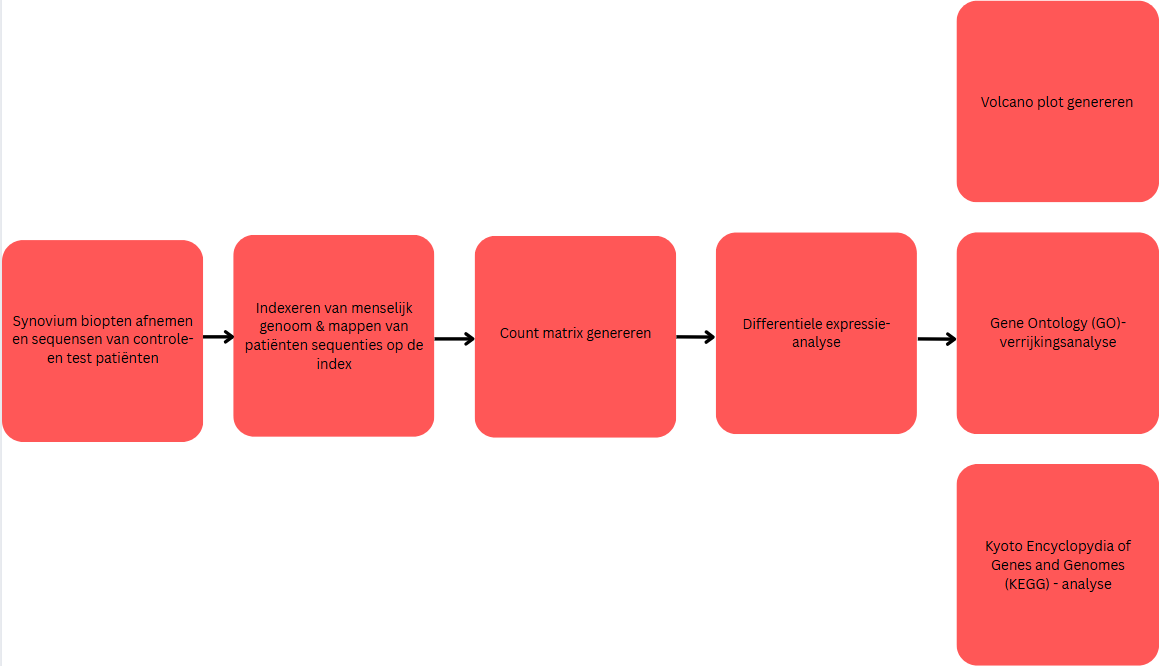 Volcano plot genereren
Synovium biopten afnemen
en sequensen van controle-
en test patiënten
Indexeren van menselijk
genoom & mappen van
patiënten sequenties op de
index
Count matrix genereren
Differentiele expressie-
analyse
Gene Ontology (GO)-
verrijkingsanalyse
Kyoto Encyclopydia of
Genes and Genomes
(KEGG) - analyse